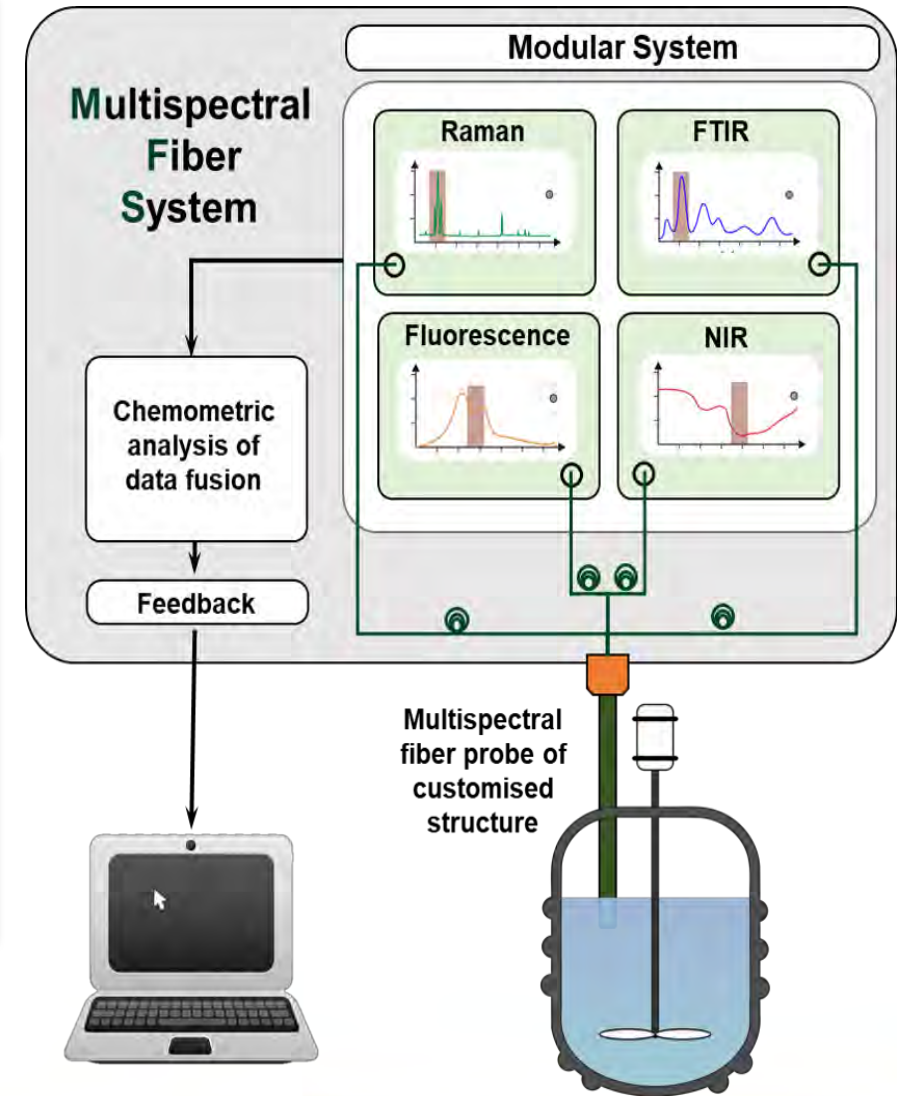 Modular System
Multispectral
Fiber
System
Raman
FTIR
Fluorescence
NIR
Chemometric
analysis of
data fusion
Feedback
Multispectral
fiber probe of
customised
structure